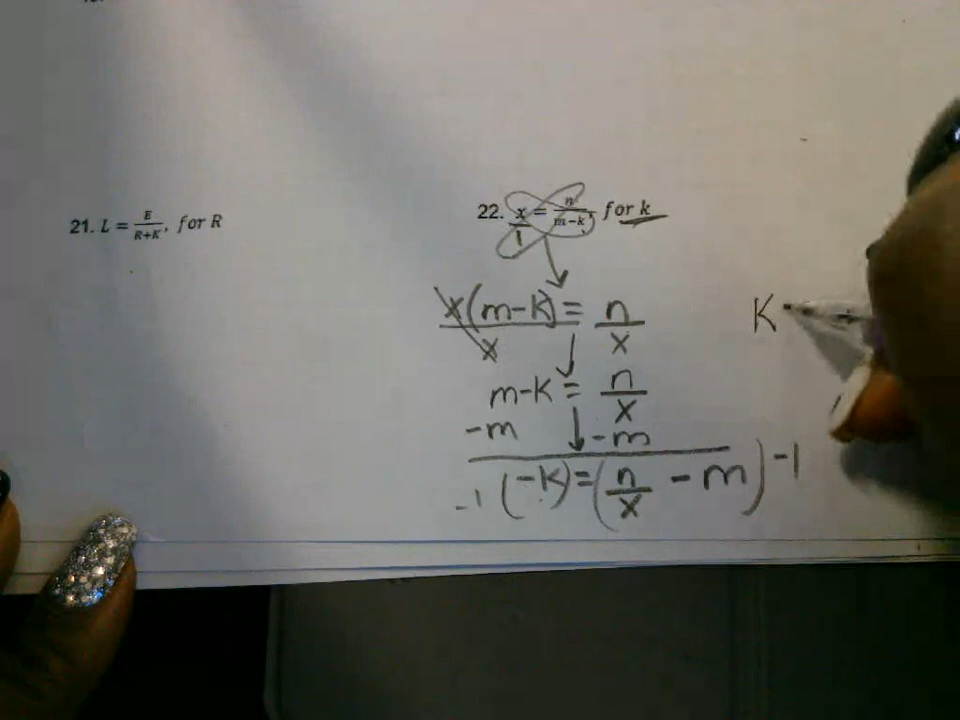 21. L = E/(R+K), for R
22. x/1 = n/(m-k), for k
x(m-k)/x = n/x
m-k = n/x
-m -m
-1(-k) = (n/x - m)-1
K